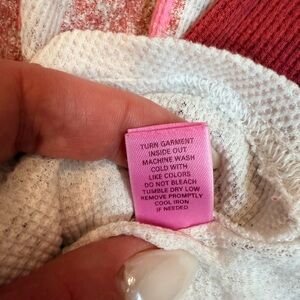 TURN GARMENT
INSIDE OUT
MACHINE WASH
COLD WITH
LIKE COLORS
DO NOT BLEACH
TUMBLE DRY LOW
REMOVE PROMPTLY
COOL IRON
IF NEEDED